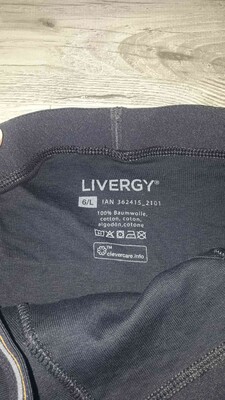 LIVERGY®
6/L IAN 362415_2101
100% Baumwolle,
cotton, coton,
algodón, cotone
clevercare.info